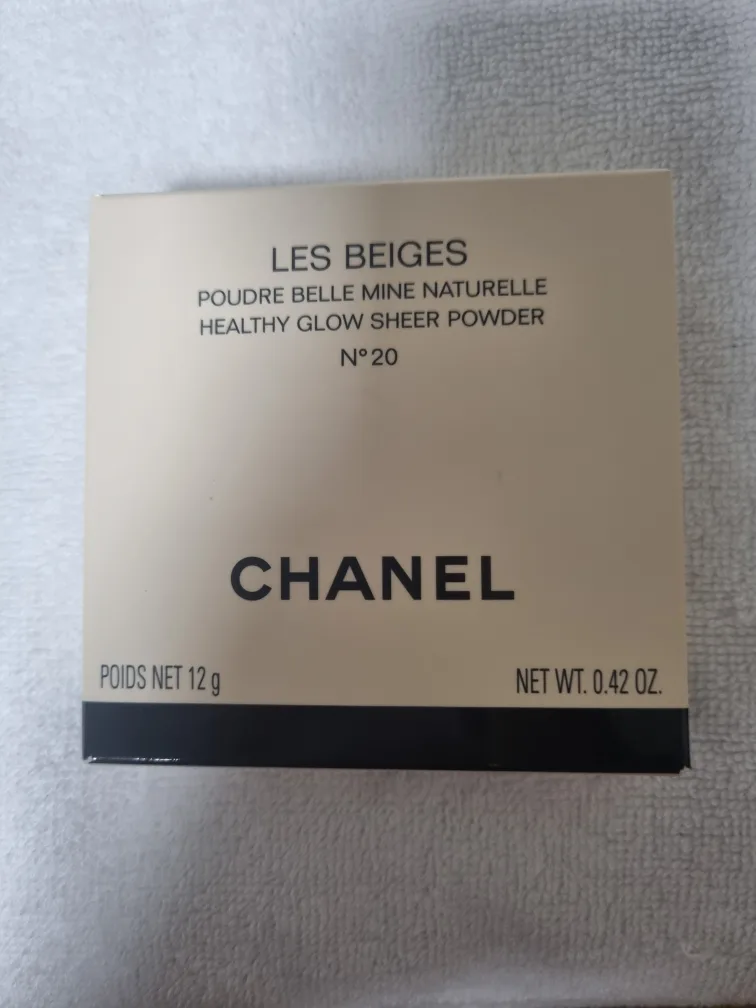 LES BEIGES
POUDRE BELLE MINE NATURELLE
HEALTHY GLOW SHEER POWDER
N° 20
CHANEL
POIDS NET 12 g NET WT. 0.42 OZ.